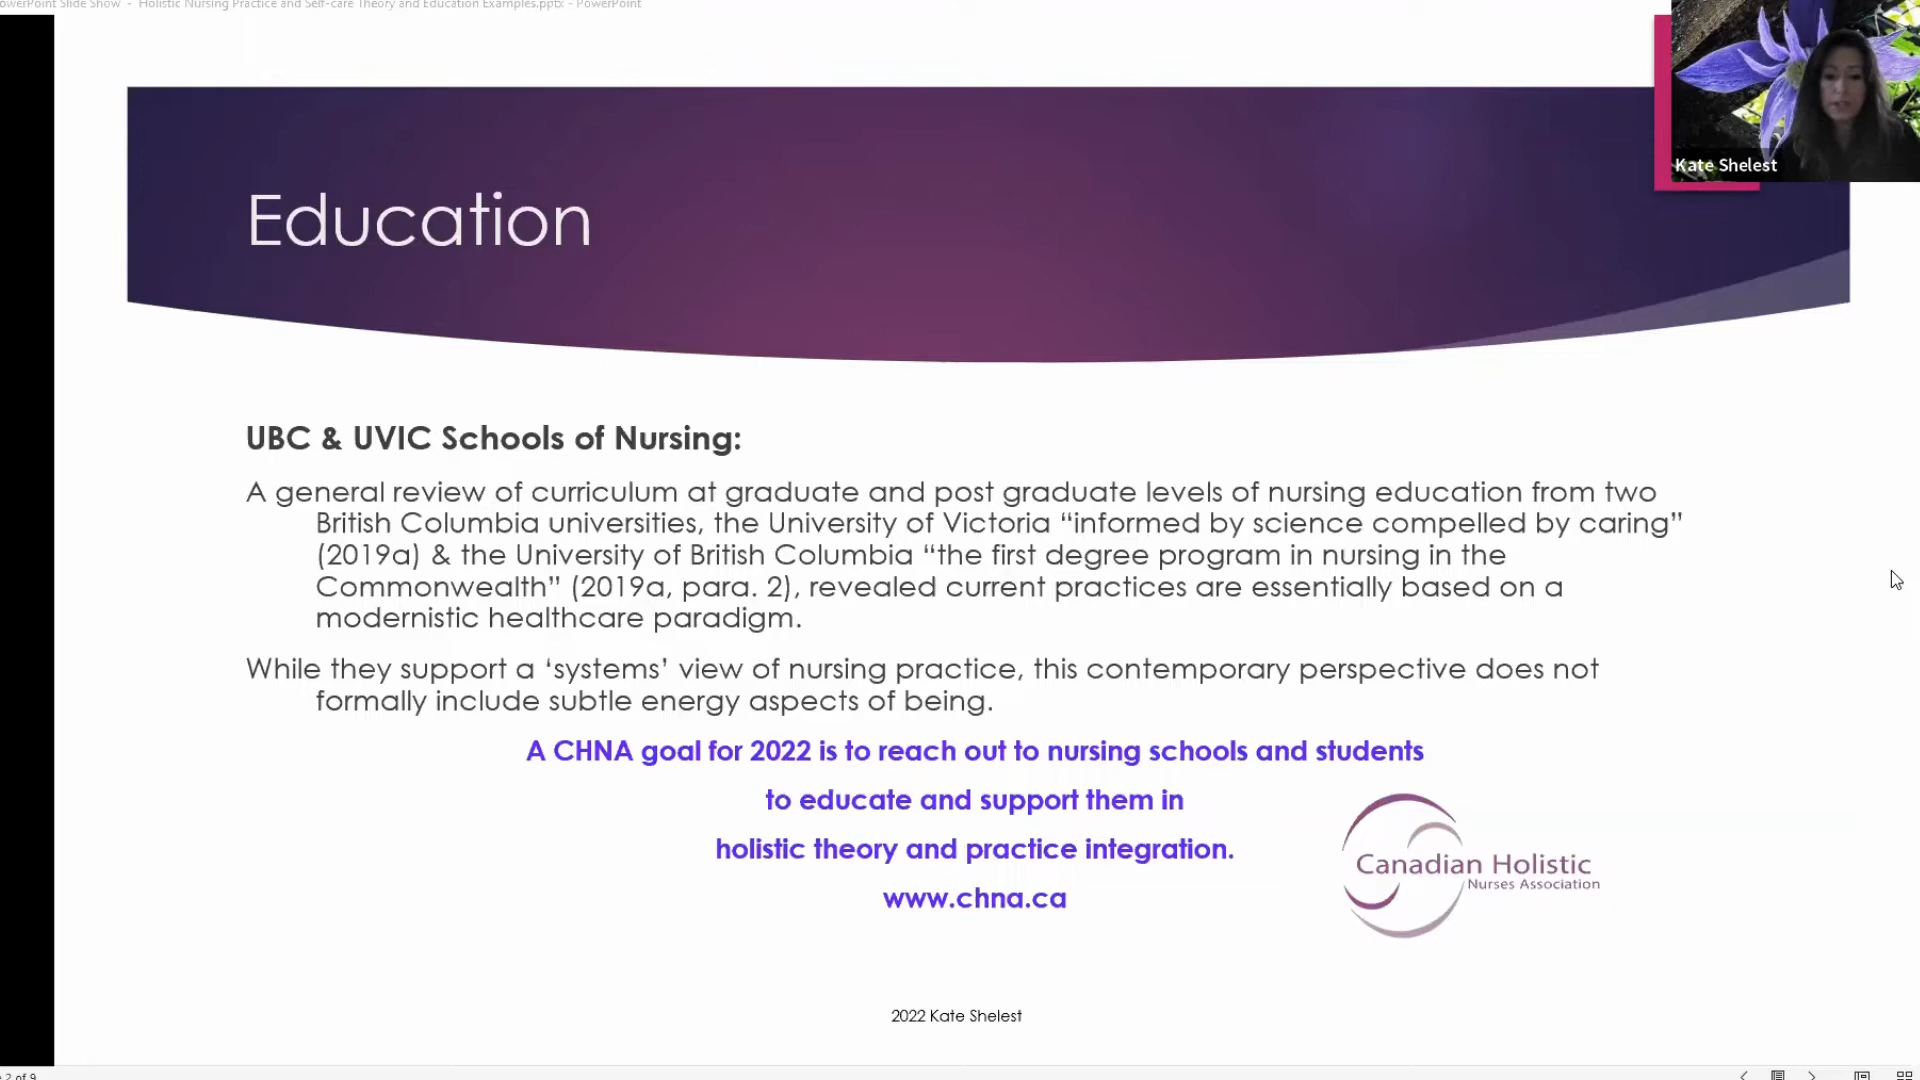 PowerPoint Slide Show - Holistic Nursing Practice and Self-care Theory and Education Examples.pptx - PowerPoint
Kate Shelest
Education
UBC & UVIC Schools of Nursing:
A general review of curriculum at graduate and post graduate levels of nursing education from two
British Columbia universities, the University of Victoria “informed by science compelled by caring”
(2019a) & the University of British Columbia “the first degree program in nursing in the
Commonwealth” (2019a, para. 2), revealed current practices are essentially based on a
modernistic healthcare paradigm.
While they support a ‘systems’ view of nursing practice, this contemporary perspective does not
formally include subtle energy aspects of being.
A CHNA goal for 2022 is to reach out to nursing schools and students
to educate and support them in
holistic theory and practice integration.
www.chna.ca
Canadian Holistic
Nurses Association
2022 Kate Shelest
2 of 9